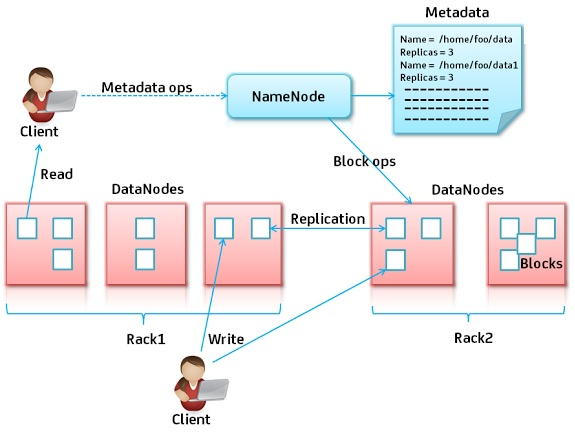 Metadata
Name = /home/foo/data
Replicas = 3
Name = /home/foo/data1
Replicas = 3
Metadata ops
NameNode
Client
Block ops
Read
DataNodes
DataNodes
Replication
Blocks
Rack1
Write
Rack2
Client